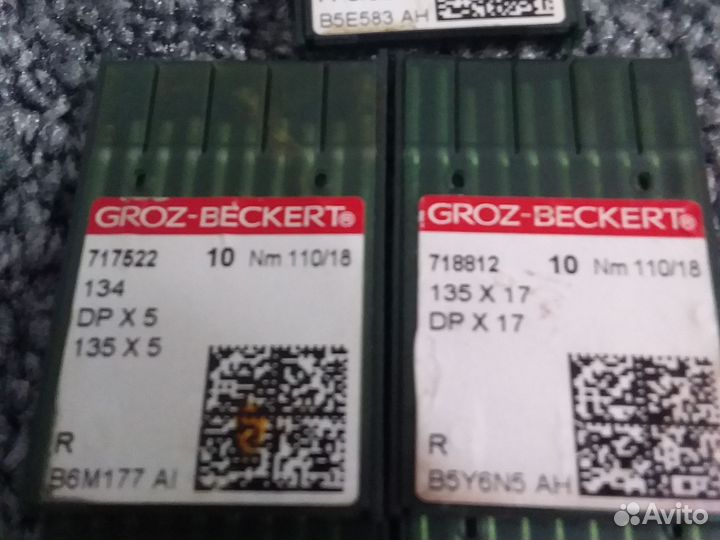 B5E583 AH
GROZ-BECKERT®
717522 10 Nm 110/18
134
DP X 5
135 X 5
R
B6M177 AI
GROZ-BECKERT®
718812 10 Nm 110/18
135 X 17
DP X 17
R
B5Y6N5 AH
Avito